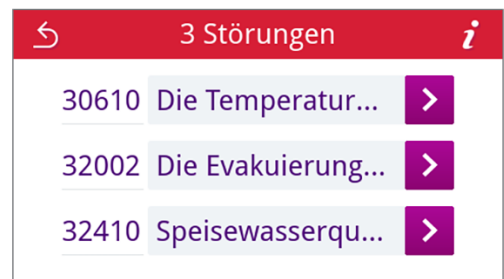 3 Störungen i
30610 Die Temperatur...
32002 Die Evakuierung...
32410 Speisewasserqu...